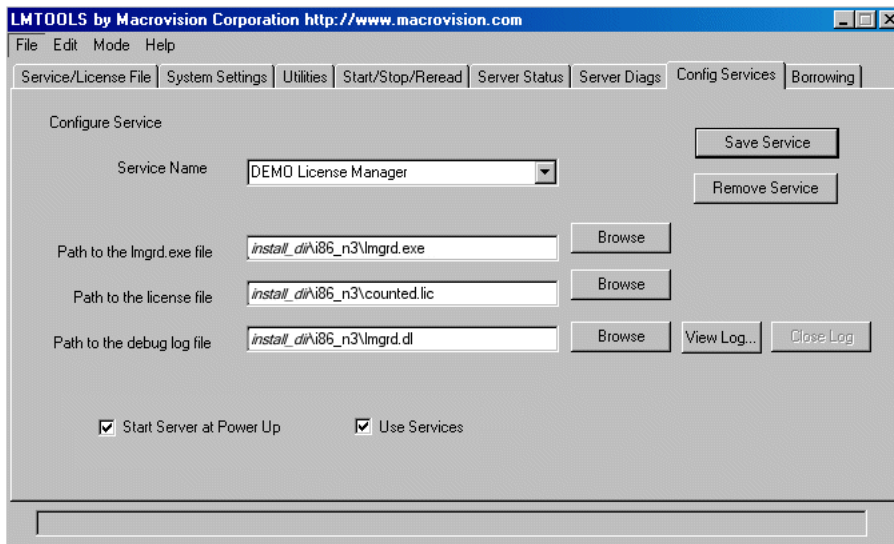 LMTOOLS by Macrovision Corporation http://www.macrovision.com
File Edit Mode Help
Service/License File System Settings Utilities Start/Stop/Reread Server Status Server Diags Config Services Borrowing
Configure Service
Save Service
Service Name DEMO License Manager
Remove Service
Path to the lmgrd.exe file install_dir\i86_n3\lmgrd.exe Browse
Path to the license file install_dir\i86_n3\counted.lic Browse
Path to the debug log file install_dir\i86_n3\lmgrd.dl Browse View Log... Close Log
Start Server at Power Up Use Services